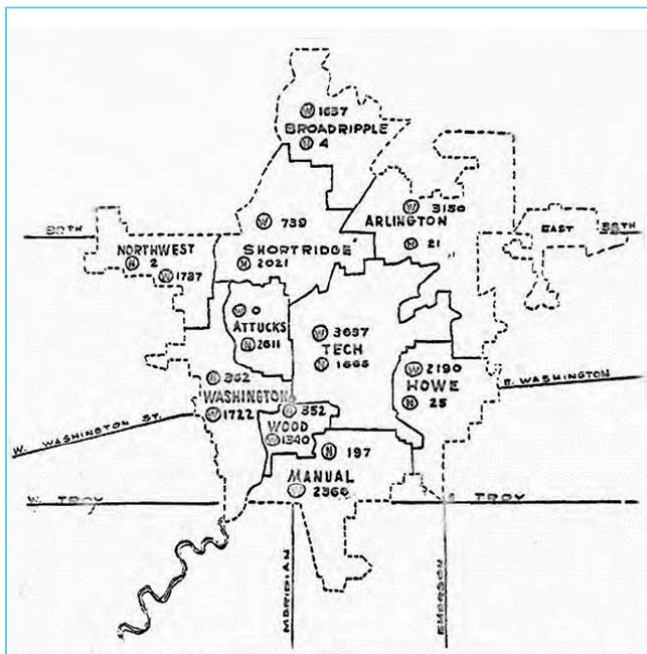 W 1637
BROADRIPPLE
N 4
W 739
SHORTRIDGE
N 2021
W 3150
ARLINGTON
N 21
EAST 38TH
38TH
NORTHWEST
N 2
W 1737
W 0
ATTUCKS
N 2611
W 3637
TECH
N 1665
W 2190
HOWE
N 25
E. WASHINGTON
N 362
WASHINGTON
W 1722
W. WASHINGTON ST.
N 352
WOOD
W 1340
N 197
MANUAL
2360
W. TROY
E. TROY
MERIDIAN
EMERSON